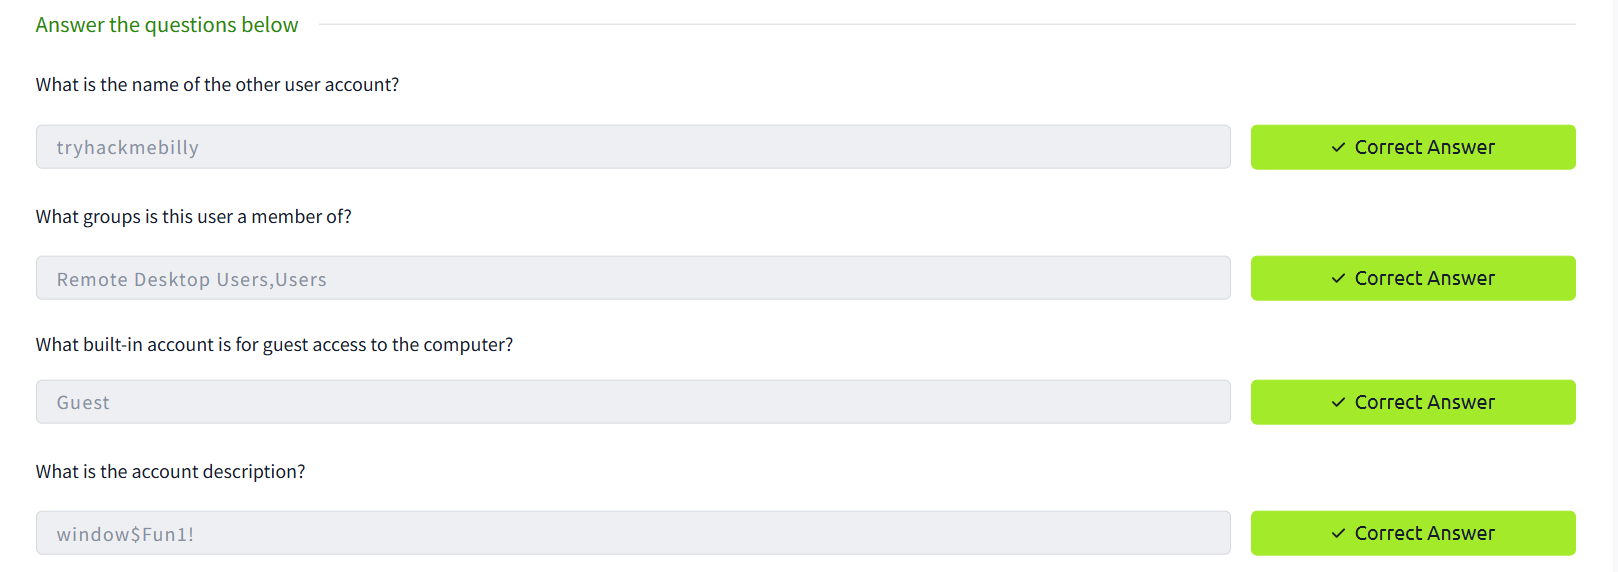 Answer the questions below
What is the name of the other user account?
tryhackmebilly
✓ Correct Answer
What groups is this user a member of?
Remote Desktop Users,Users
✓ Correct Answer
What built-in account is for guest access to the computer?
Guest
✓ Correct Answer
What is the account description?
window$Fun1!
✓ Correct Answer